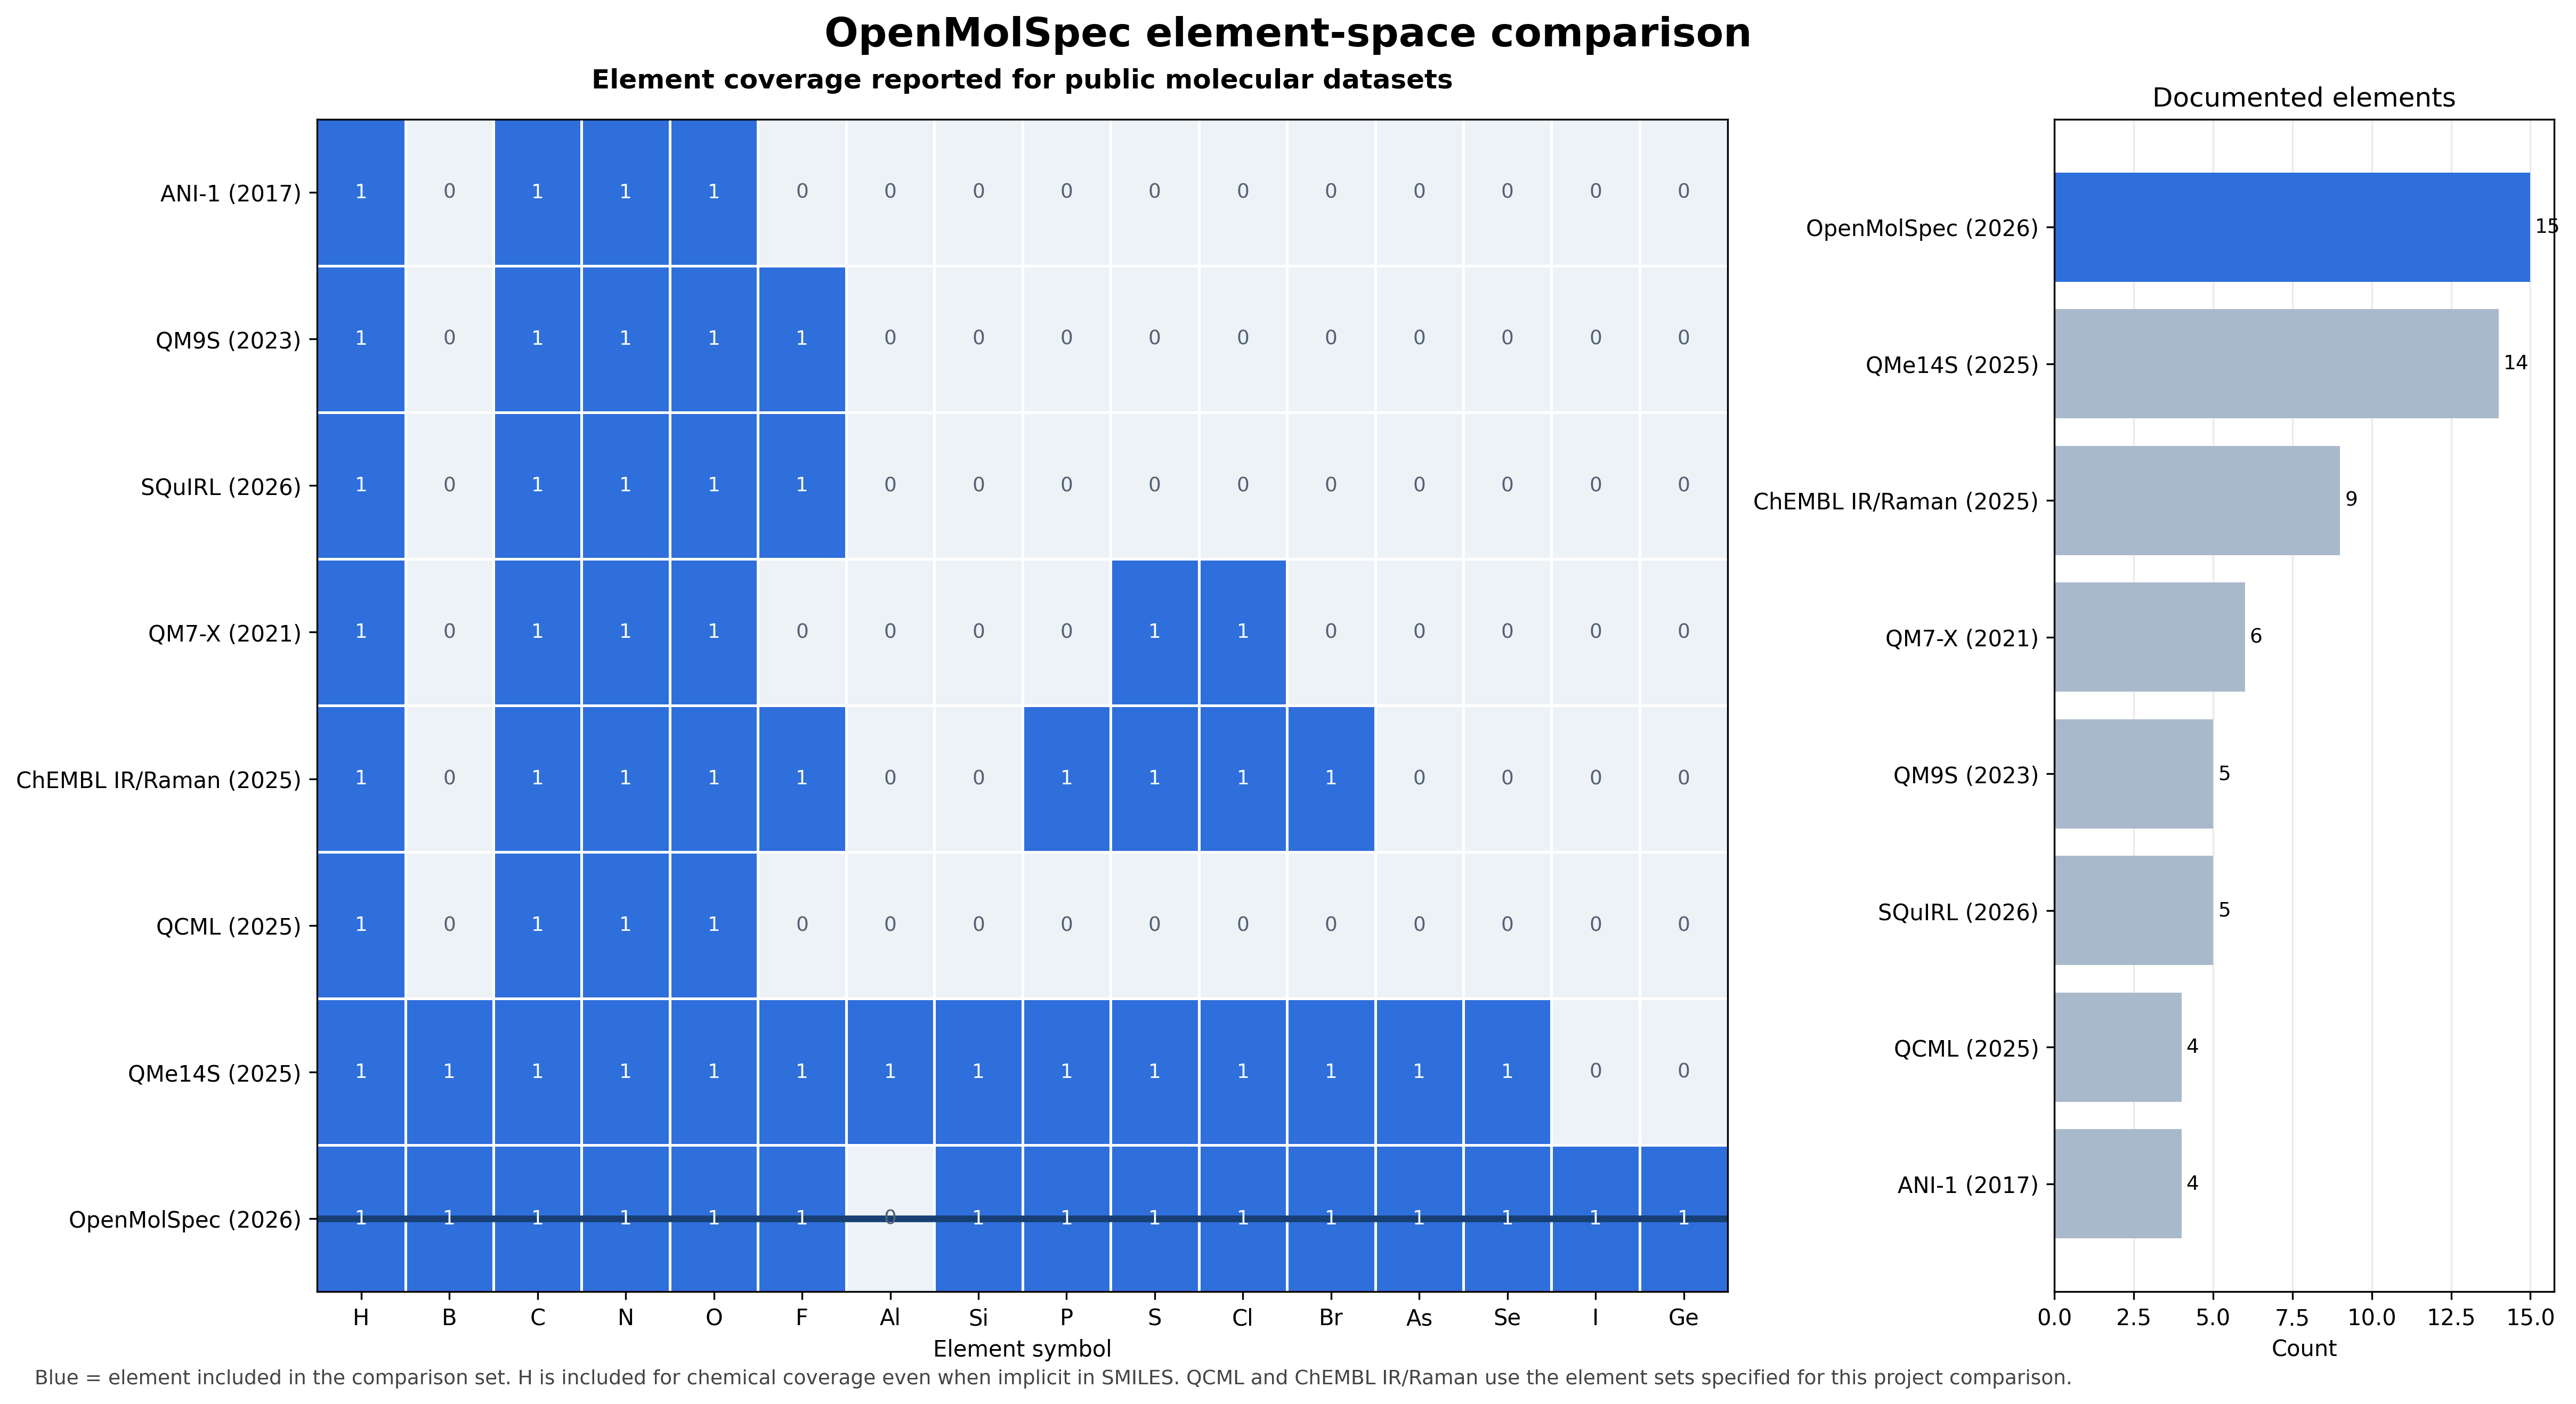 OpenMolSpec element-space comparison
Element coverage reported for public molecular datasets
ANI-1 (2017) 1 0 1 1 1 0 0 0 0 0 0 0 0 0 0 0
QM9S (2023) 1 0 1 1 1 1 0 0 0 0 0 0 0 0 0 0
SQuIRL (2026) 1 0 1 1 1 1 0 0 0 0 0 0 0 0 0 0
QM7-X (2021) 1 0 1 1 1 0 0 0 0 1 1 0 0 0 0 0
ChEMBL IR/Raman (2025) 1 0 1 1 1 1 0 0 1 1 1 1 0 0 0 0
QCML (2025) 1 0 1 1 1 0 0 0 0 0 0 0 0 0 0 0
QMe14S (2025) 1 1 1 1 1 1 1 1 1 1 1 1 1 1 0 0
OpenMolSpec (2026) 1 1 1 1 1 1 0 1 1 1 1 1 1 1 1 1
H B C N O F Al Si P S Cl Br As Se I Ge
Element symbol
Documented elements
OpenMolSpec (2026) 15
QMe14S (2025) 14
ChEMBL IR/Raman (2025) 9
QM7-X (2021) 6
QM9S (2023) 5
SQuIRL (2026) 5
QCML (2025) 4
ANI-1 (2017) 4
0.0 2.5 5.0 7.5 10.0 12.5 15.0
Count
Blue = element included in the comparison set. H is included for chemical coverage even when implicit in SMILES. QCML and ChEMBL IR/Raman use the element sets specified for this project comparison.